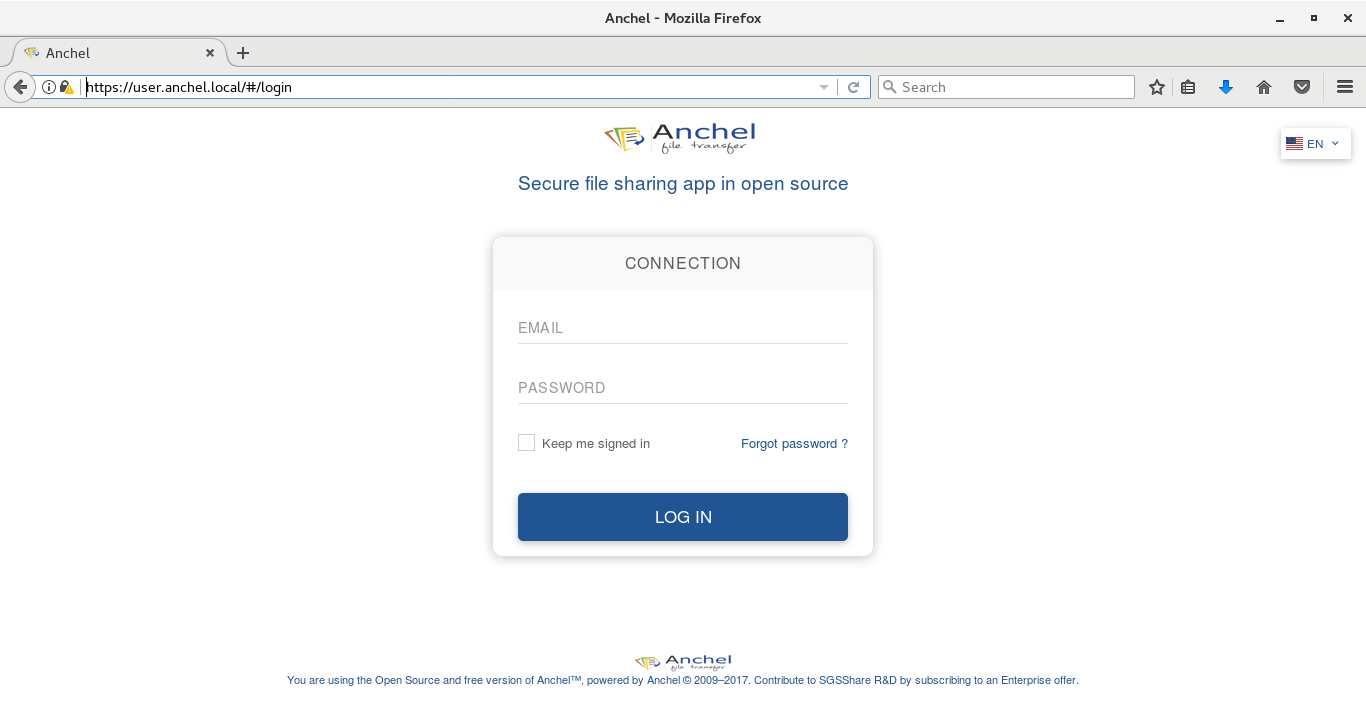 Anchel - Mozilla Firefox
Anchel
https://user.anchel.local/#/login
Search
Anchel
file transfer
EN
Secure file sharing app in open source
CONNECTION
EMAIL
PASSWORD
Keep me signed in
Forgot password ?
LOG IN
Anchel
file transfer
You are using the Open Source and free version of Anchel™, powered by Anchel © 2009–2017. Contribute to SGSShare R&D by subscribing to an Enterprise offer.